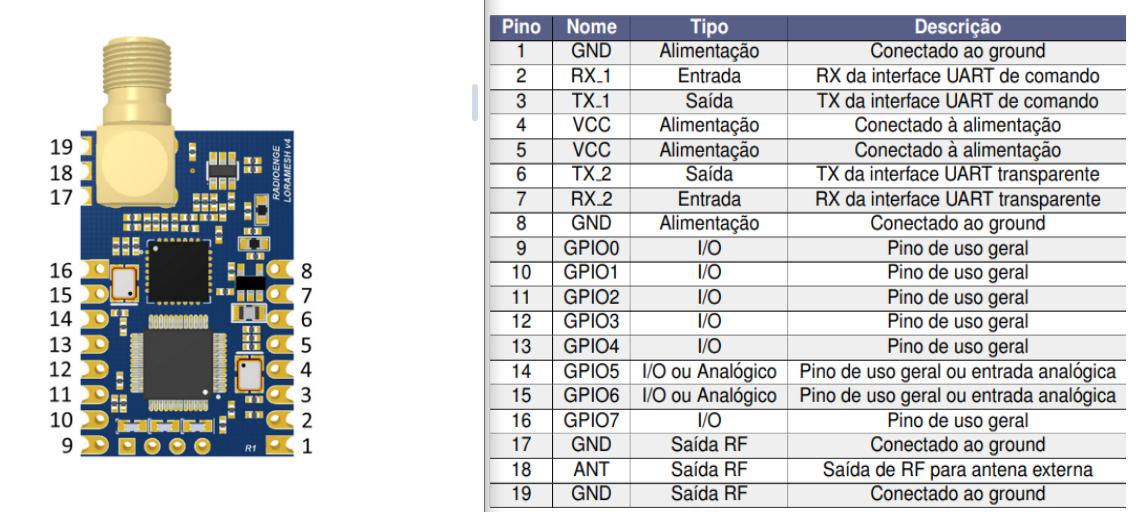 RADIOENGE
LORAMESH v4
19
18
17
16
15
14
13
12
11
10
9
8
7
6
5
4
3
2
1
R1
Pino Nome Tipo Descrição
1 GND Alimentação Conectado ao ground
2 RX_1 Entrada RX da interface UART de comando
3 TX_1 Saída TX da interface UART de comando
4 VCC Alimentação Conectado à alimentação
5 VCC Alimentação Conectado à alimentação
6 TX_2 Saída TX da interface UART transparente
7 RX_2 Entrada RX da interface UART transparente
8 GND Alimentação Conectado ao ground
9 GPIO0 I/O Pino de uso geral
10 GPIO1 I/O Pino de uso geral
11 GPIO2 I/O Pino de uso geral
12 GPIO3 I/O Pino de uso geral
13 GPIO4 I/O Pino de uso geral
14 GPIO5 I/O ou Analógico Pino de uso geral ou entrada analógica
15 GPIO6 I/O ou Analógico Pino de uso geral ou entrada analógica
16 GPIO7 I/O Pino de uso geral
17 GND Saída RF Conectado ao ground
18 ANT Saída RF Saída de RF para antena externa
19 GND Saída RF Conectado ao ground